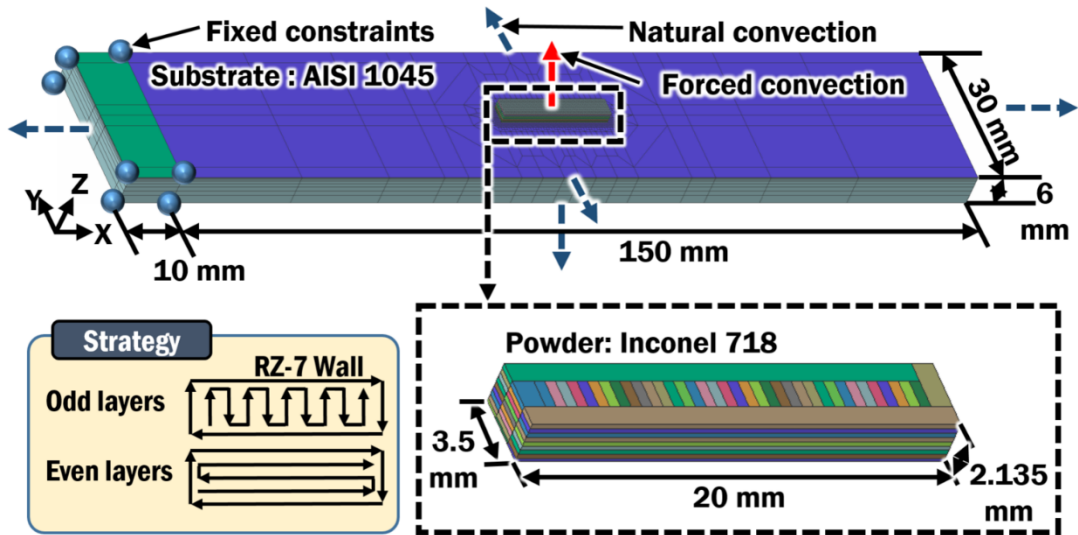 Fixed constraints
Natural convection
Substrate : AISI 1045
Forced convection
30 mm
Y
Z
X
6
mm
10 mm
150 mm
Strategy
RZ-7 Wall
Odd layers
Even layers
Powder: Inconel 718
3.5
mm
20 mm
2.135
mm